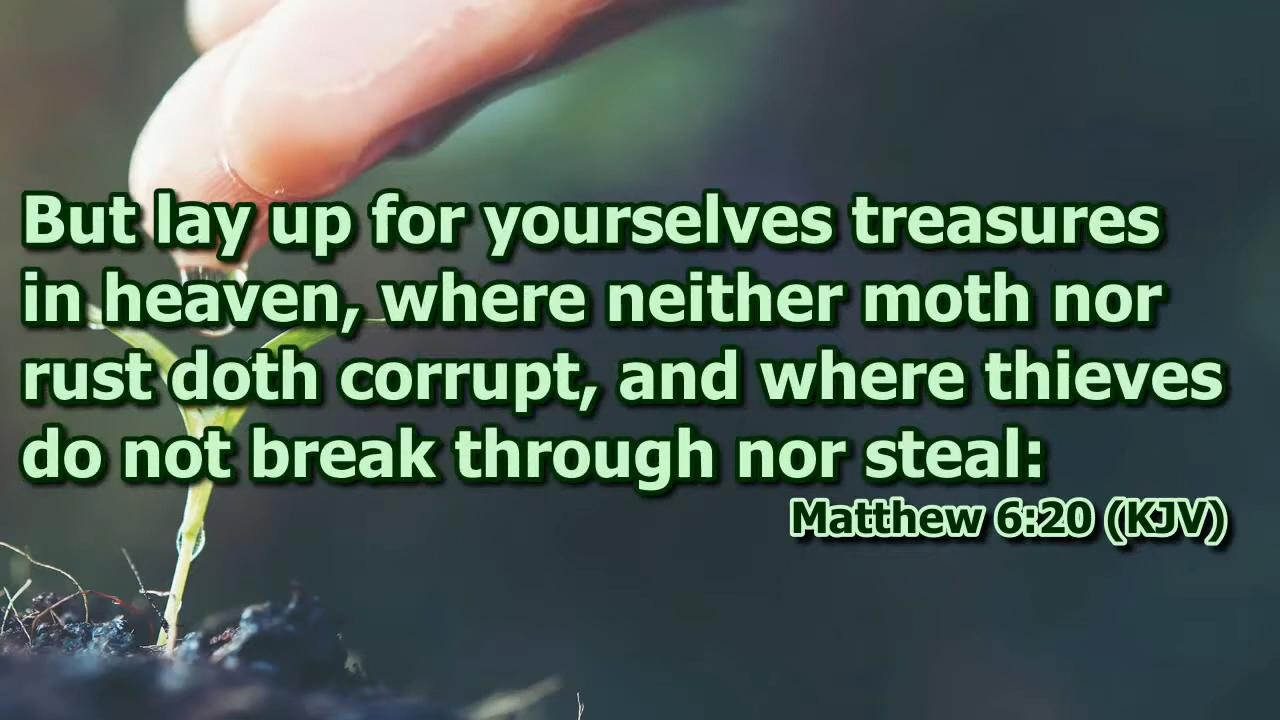 But lay up for yourselves treasures
in heaven, where neither moth nor
rust doth corrupt, and where thieves
do not break through nor steal:
Matthew 6:20 (KJV)